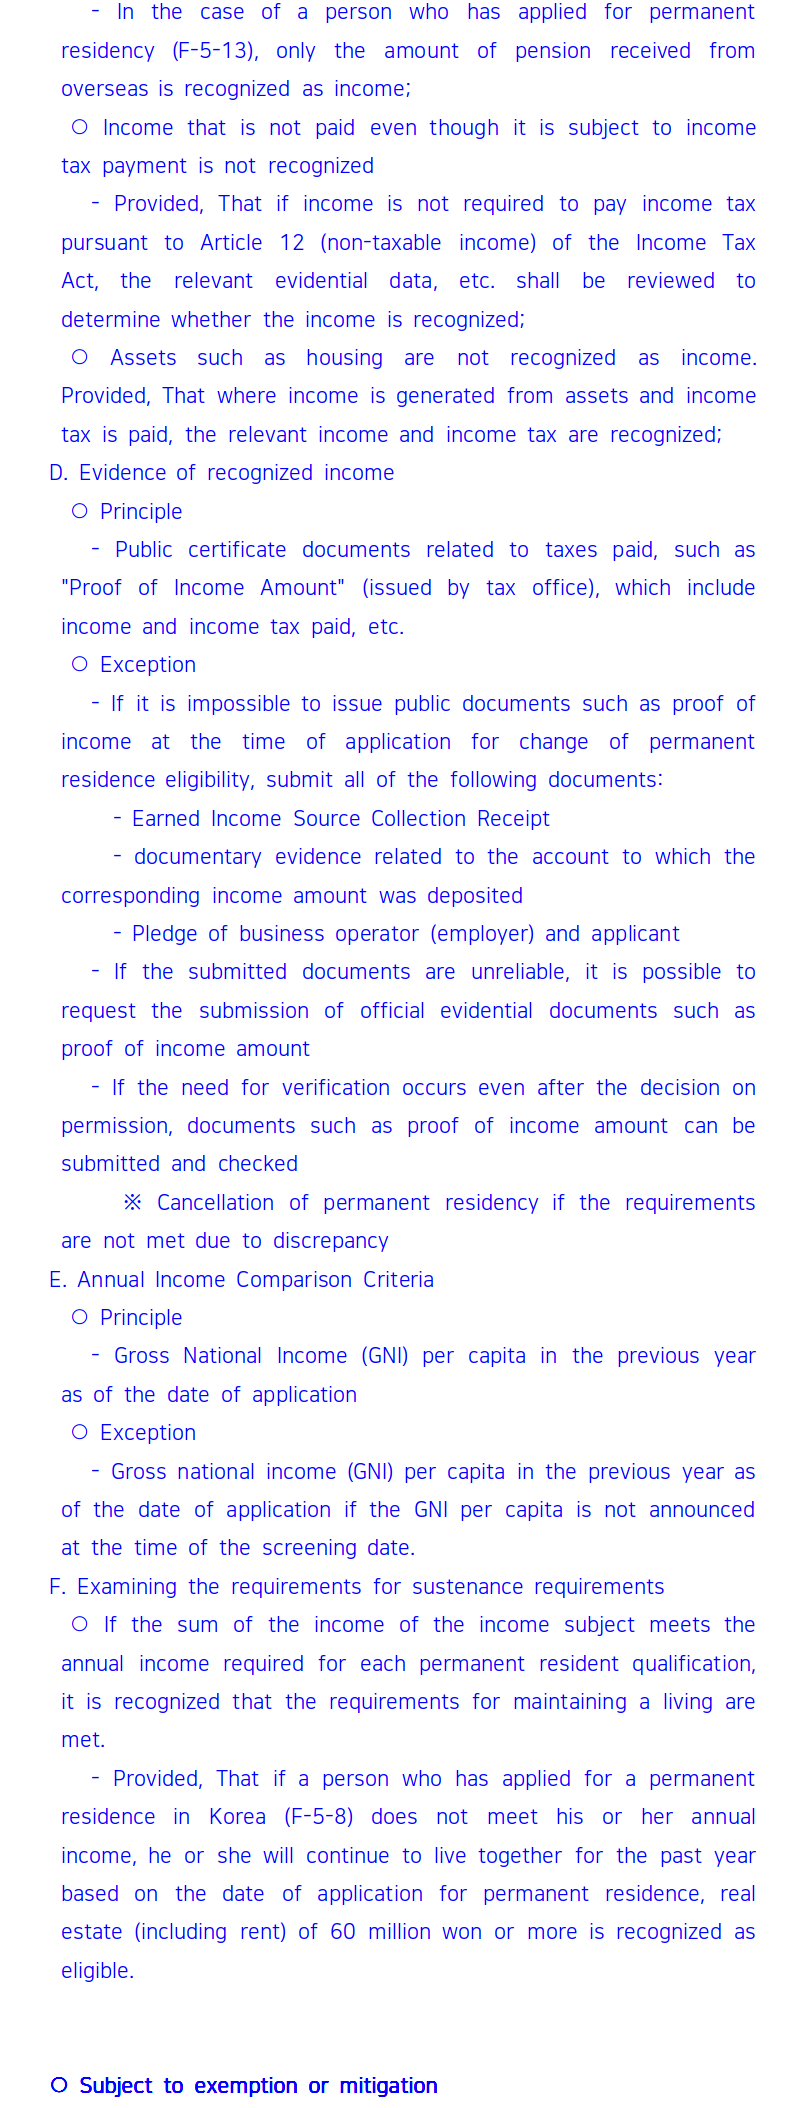 - In the case of a person who has applied for permanent
residency (F-5-13), only the amount of pension received from
overseas is recognized as income;
○ Income that is not paid even though it is subject to income
tax payment is not recognized
- Provided, That if income is not required to pay income tax
pursuant to Article 12 (non-taxable income) of the Income Tax
Act, the relevant evidential data, etc. shall be reviewed to
determine whether the income is recognized;
○ Assets such as housing are not recognized as income.
Provided, That where income is generated from assets and income
tax is paid, the relevant income and income tax are recognized;
D. Evidence of recognized income
○ Principle
- Public certificate documents related to taxes paid, such as
"Proof of Income Amount" (issued by tax office), which include
income and income tax paid, etc.
○ Exception
- If it is impossible to issue public documents such as proof of
income at the time of application for change of permanent
residence eligibility, submit all of the following documents:
- Earned Income Source Collection Receipt
- documentary evidence related to the account to which the
corresponding income amount was deposited
- Pledge of business operator (employer) and applicant
- If the submitted documents are unreliable, it is possible to
request the submission of official evidential documents such as
proof of income amount
- If the need for verification occurs even after the decision on
permission, documents such as proof of income amount can be
submitted and checked
※ Cancellation of permanent residency if the requirements
are not met due to discrepancy
E. Annual Income Comparison Criteria
○ Principle
- Gross National Income (GNI) per capita in the previous year
as of the date of application
○ Exception
- Gross national income (GNI) per capita in the previous year as
of the date of application if the GNI per capita is not announced
at the time of the screening date.
F. Examining the requirements for sustenance requirements
○ If the sum of the income of the income subject meets the
annual income required for each permanent resident qualification,
it is recognized that the requirements for maintaining a living are
met.
- Provided, That if a person who has applied for a permanent
residence in Korea (F-5-8) does not meet his or her annual
income, he or she will continue to live together for the past year
based on the date of application for permanent residence, real
estate (including rent) of 60 million won or more is recognized as
eligible.
○ Subject to exemption or mitigation